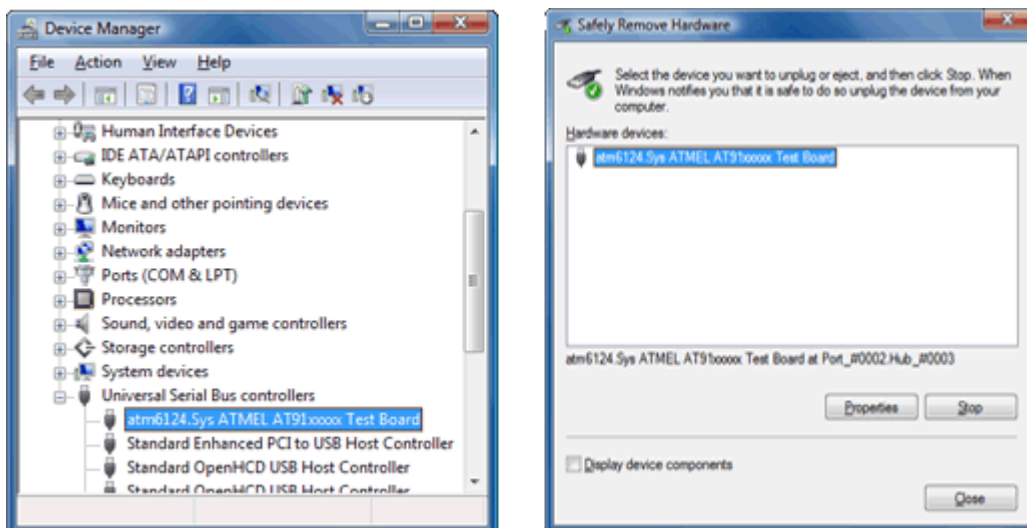 Device Manager
File Action View Help
Human Interface Devices
IDE ATA/ATAPI controllers
Keyboards
Mice and other pointing devices
Monitors
Network adapters
Ports (COM & LPT)
Processors
Sound, video and game controllers
Storage controllers
System devices
Universal Serial Bus controllers
atm6124.Sys ATMEL AT91xxxxx Test Board
Standard Enhanced PCI to USB Host Controller
Standard OpenHCD USB Host Controller
Standard OpenHCD USB Host Controller
Safely Remove Hardware
Select the device you want to unplug or eject, and then click Stop. When
Windows notifies you that it is safe to do so unplug the device from your
computer.
Hardware devices:
atm6124.Sys ATMEL AT91xxxxx Test Board
atm6124.Sys ATMEL AT91xxxxx Test Board at Port_#0002.Hub_#0003
Properties Stop
Display device components
Close